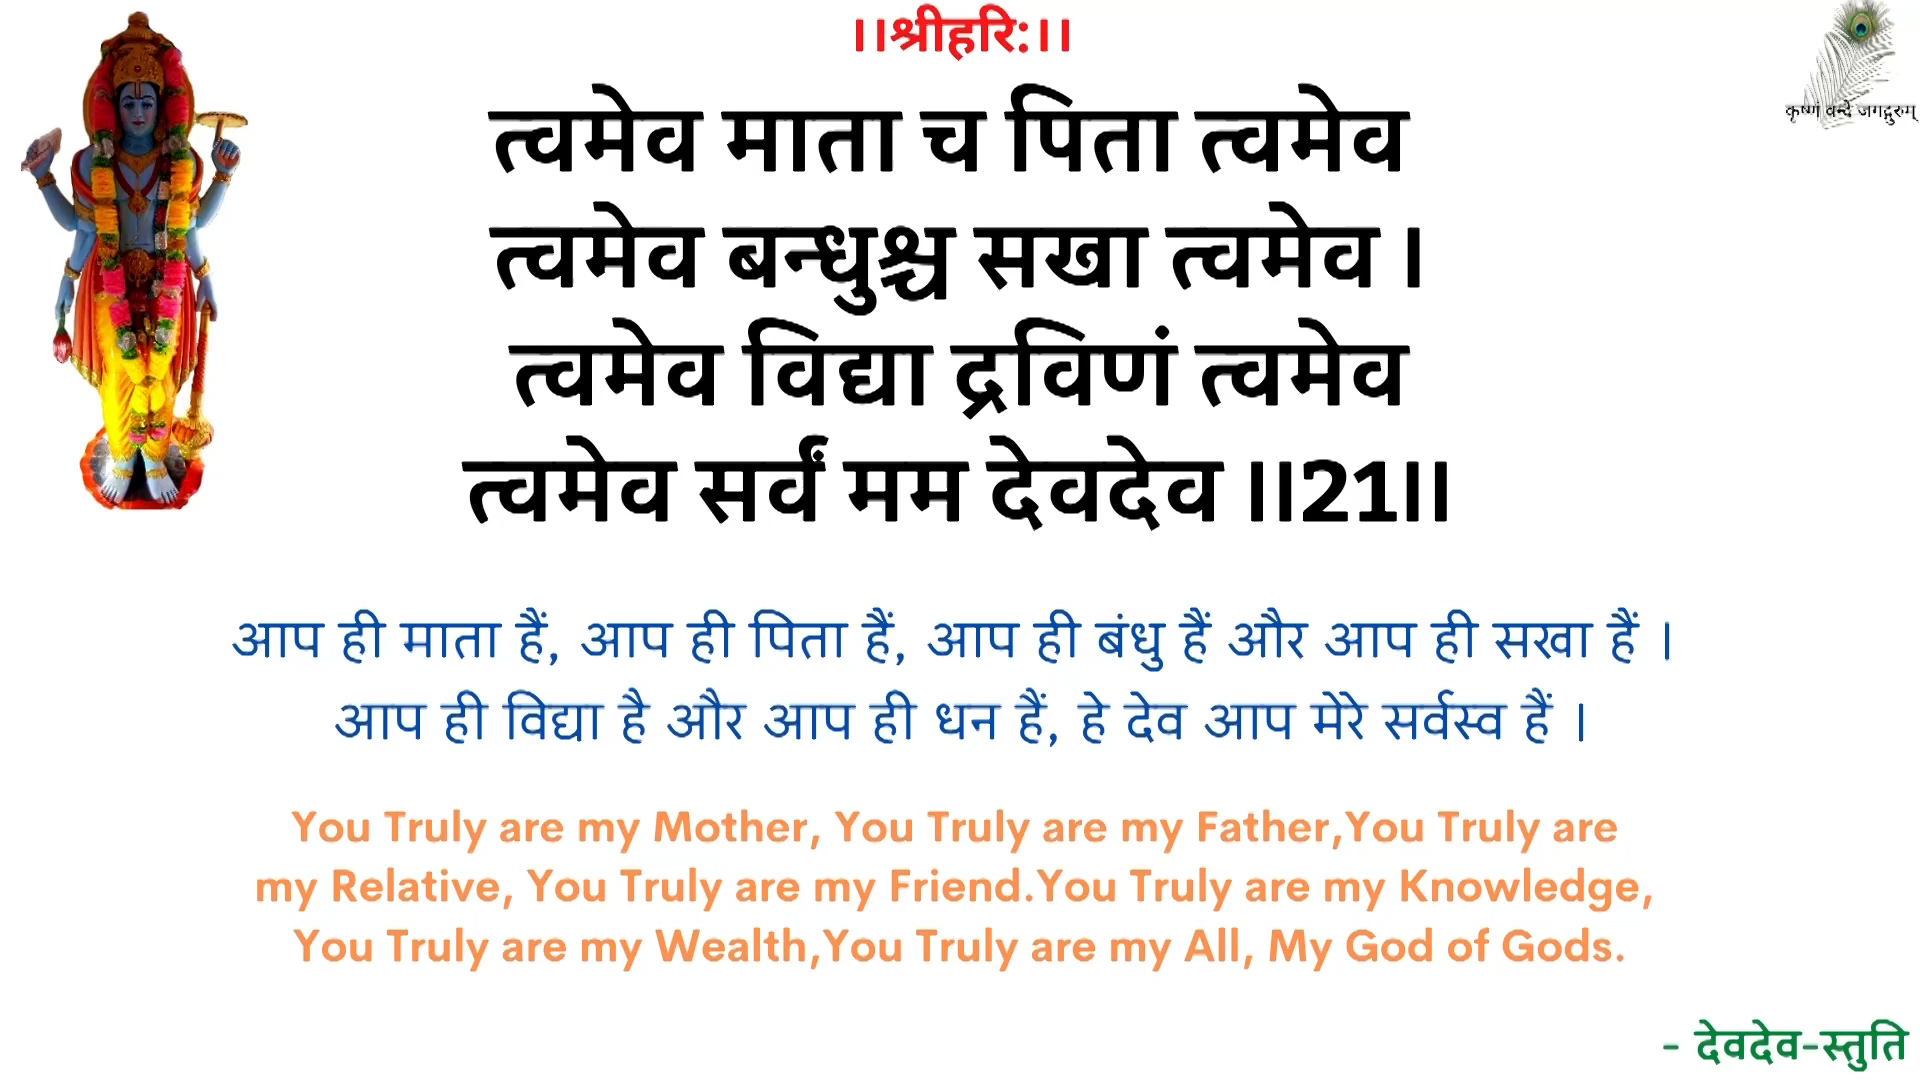 ।।श्रीहरि:।।
कृष्णं वन्दे जगद्गुरुम्
त्वमेव माता च पिता त्वमेव
त्वमेव बन्धुश्च सखा त्वमेव ।
त्वमेव विद्या द्रविणं त्वमेव
त्वमेव सर्वं मम देवदेव ।।21।।
आप ही माता हैं, आप ही पिता हैं, आप ही बंधु हैं और आप ही सखा हैं ।
आप ही विद्या है और आप ही धन हैं, हे देव आप मेरे सर्वस्व हैं ।
You Truly are my Mother, You Truly are my Father,You Truly are
my Relative, You Truly are my Friend.You Truly are my Knowledge,
You Truly are my Wealth,You Truly are my All, My God of Gods.
- देवदेव-स्तुति